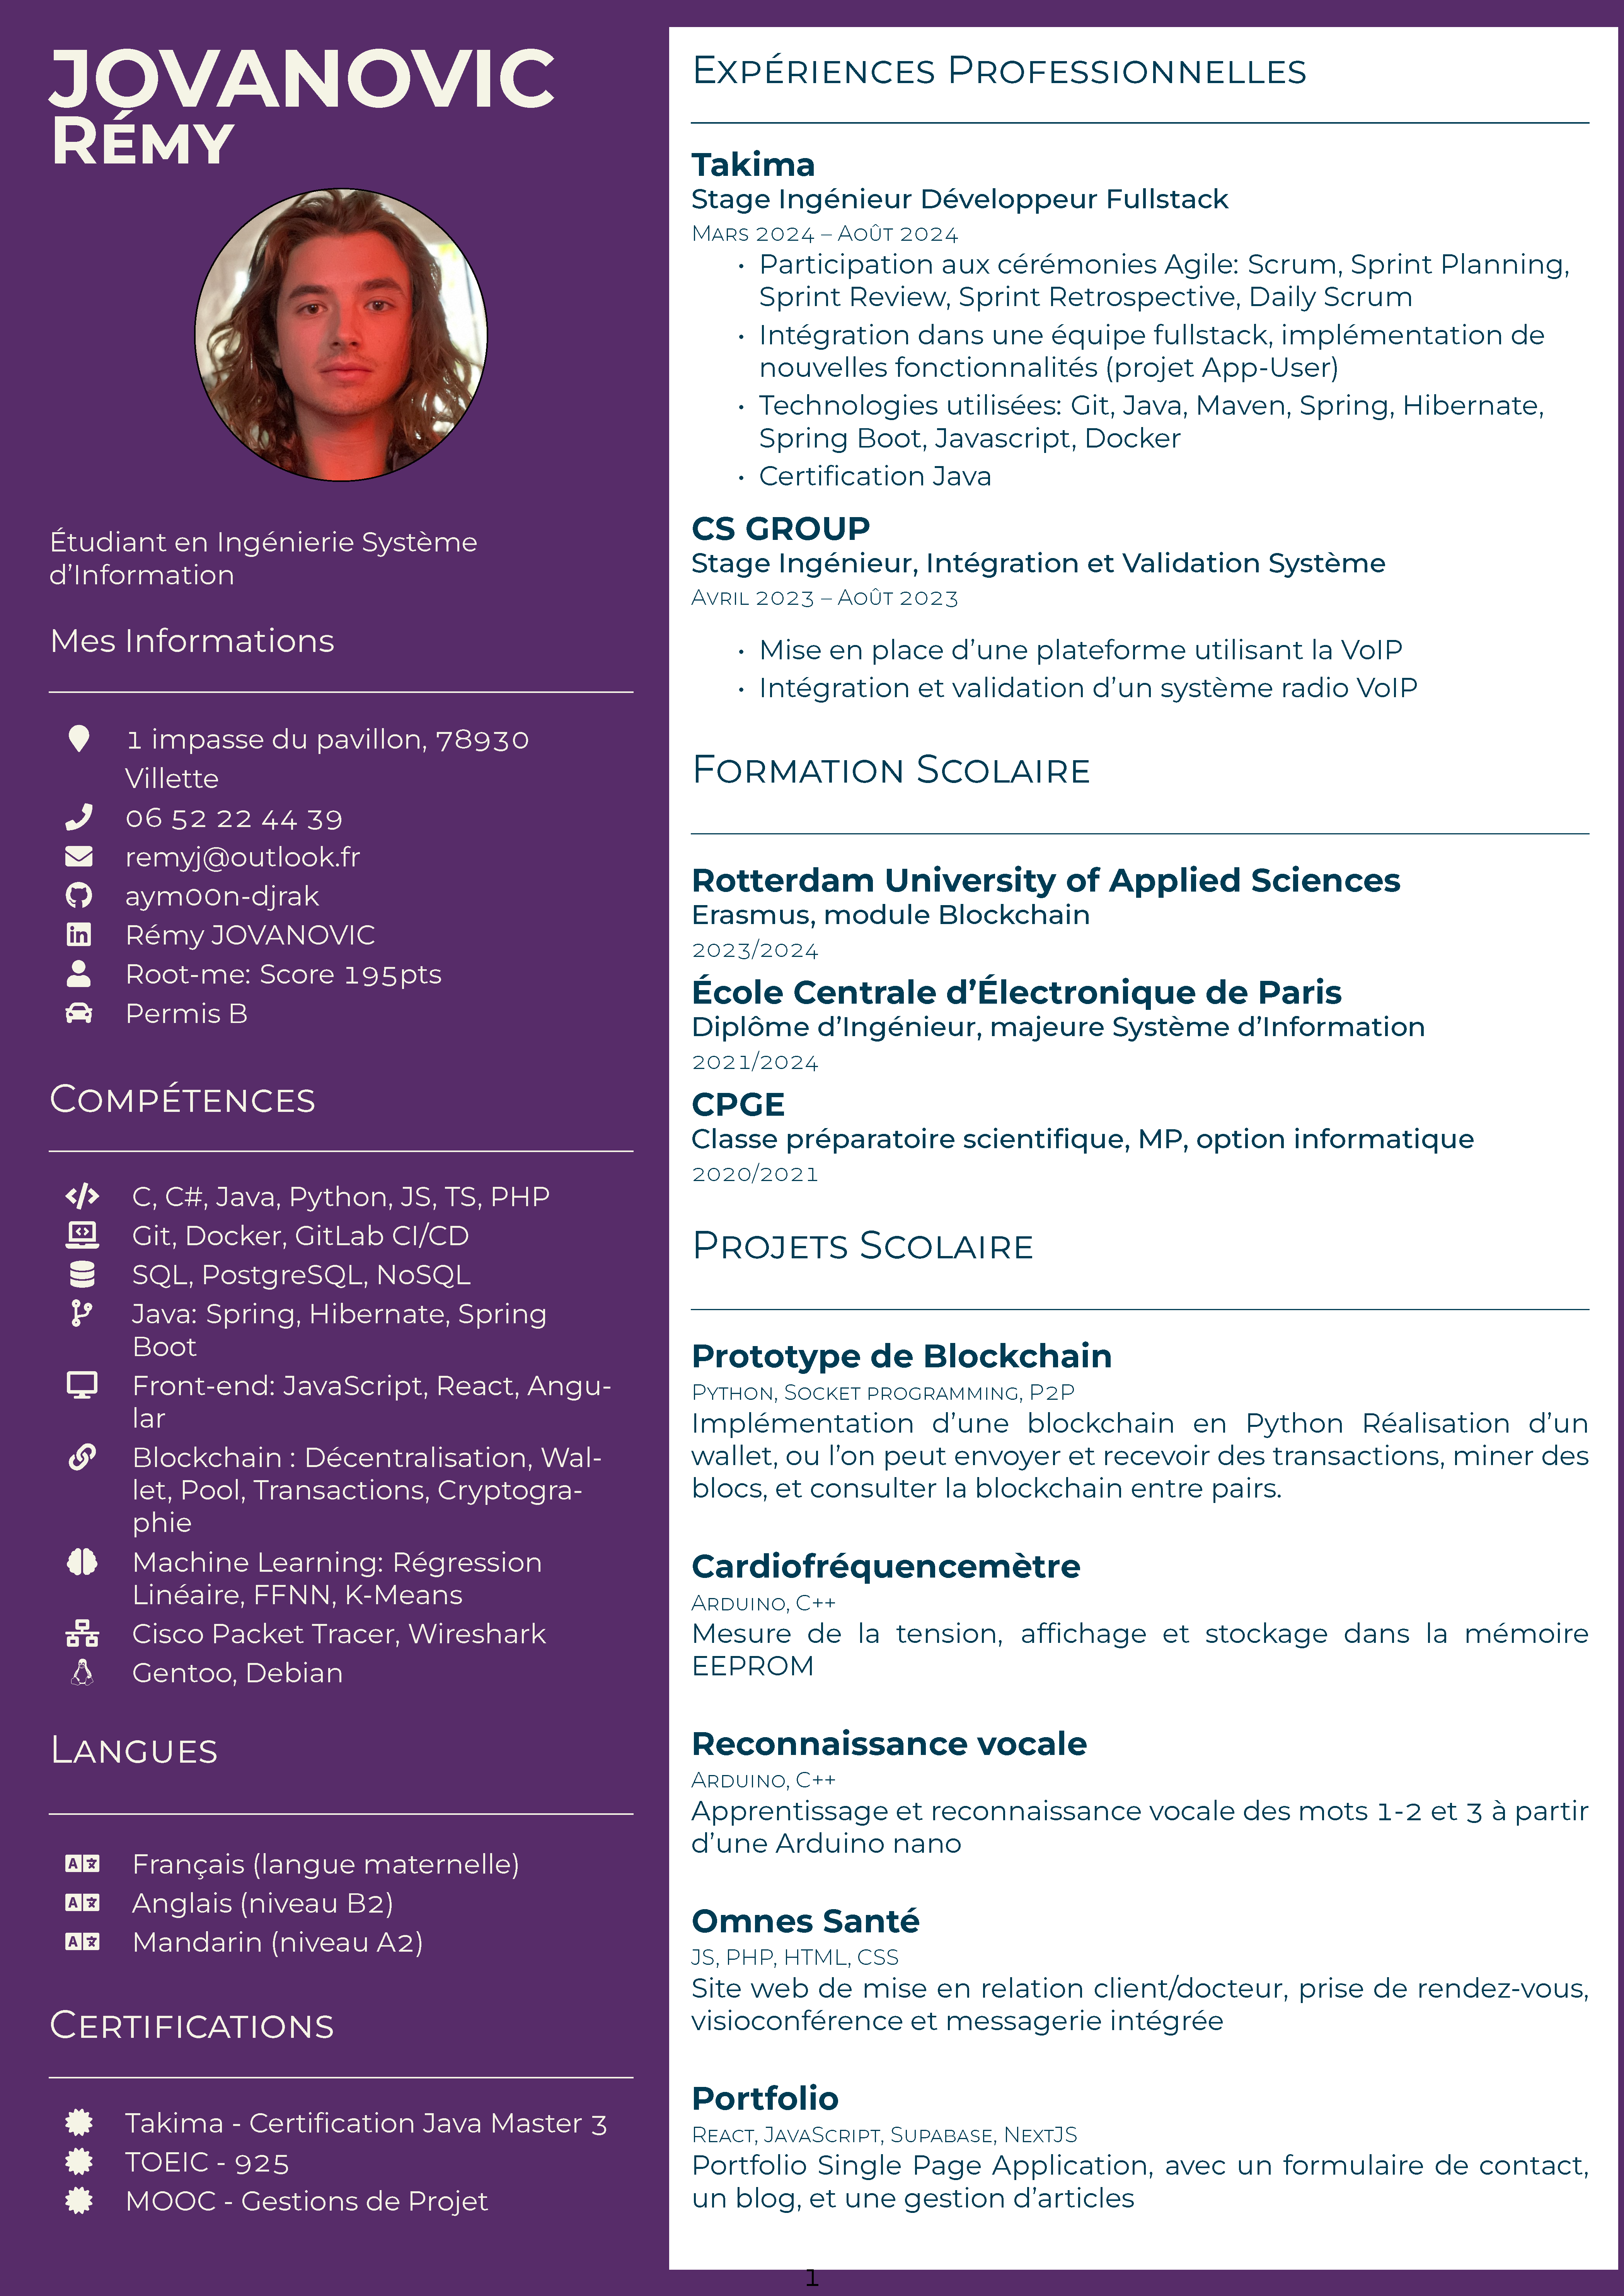 JOVANOVIC
RÉMY
Étudiant en Ingénierie Système
d’Information
Mes Informations
1 impasse du pavillon, 78930
Villette
06 52 22 44 39
remyj@outlook.fr
aym00n-djrak
Rémy JOVANOVIC
Root-me: Score 195pts
Permis B
COMPÉTENCES
C, C#, Java, Python, JS, TS, PHP
Git, Docker, GitLab CI/CD
SQL, PostgreSQL, NoSQL
Java: Spring, Hibernate, Spring
Boot
Front-end: JavaScript, React, Angu-
lar
Blockchain : Décentralisation, Wal-
let, Pool, Transactions, Cryptogra-
phie
Machine Learning: Régression
Linéaire, FFNN, K-Means
Cisco Packet Tracer, Wireshark
Gentoo, Debian
LANGUES
Français (langue maternelle)
Anglais (niveau B2)
Mandarin (niveau A2)
CERTIFICATIONS
Takima - Certification Java Master 3
TOEIC - 925
MOOC - Gestions de Projet
EXPÉRIENCES PROFESSIONNELLES
Takima
Stage Ingénieur Développeur Fullstack
MARS 2024 – AOÛT 2024
• Participation aux cérémonies Agile: Scrum, Sprint Planning,
Sprint Review, Sprint Retrospective, Daily Scrum
• Intégration dans une équipe fullstack, implémentation de
nouvelles fonctionnalités (projet App-User)
• Technologies utilisées: Git, Java, Maven, Spring, Hibernate,
Spring Boot, Javascript, Docker
• Certification Java
CS GROUP
Stage Ingénieur, Intégration et Validation Système
AVRIL 2023 – AOÛT 2023
• Mise en place d’une plateforme utilisant la VoIP
• Intégration et validation d’un système radio VoIP
FORMATION SCOLAIRE
Rotterdam University of Applied Sciences
Erasmus, module Blockchain
2023/2024
École Centrale d’Électronique de Paris
Diplôme d’Ingénieur, majeure Système d’Information
2021/2024
CPGE
Classe préparatoire scientifique, MP, option informatique
2020/2021
PROJETS SCOLAIRE
Prototype de Blockchain
PYTHON, SOCKET PROGRAMMING, P2P
Implémentation d’une blockchain en Python Réalisation d’un
wallet, ou l’on peut envoyer et recevoir des transactions, miner des
blocs, et consulter la blockchain entre pairs.
Cardiofréquencemètre
ARDUINO, C++
Mesure de la tension, affichage et stockage dans la mémoire
EEPROM
Reconnaissance vocale
ARDUINO, C++
Apprentissage et reconnaissance vocale des mots 1-2 et 3 à partir
d’une Arduino nano
Omnes Santé
JS, PHP, HTML, CSS
Site web de mise en relation client/docteur, prise de rendez-vous,
visioconférence et messagerie intégrée
Portfolio
REACT, JAVASCRIPT, SUPABASE, NEXTJS
Portfolio Single Page Application, avec un formulaire de contact,
un blog, et une gestion d’articles
1